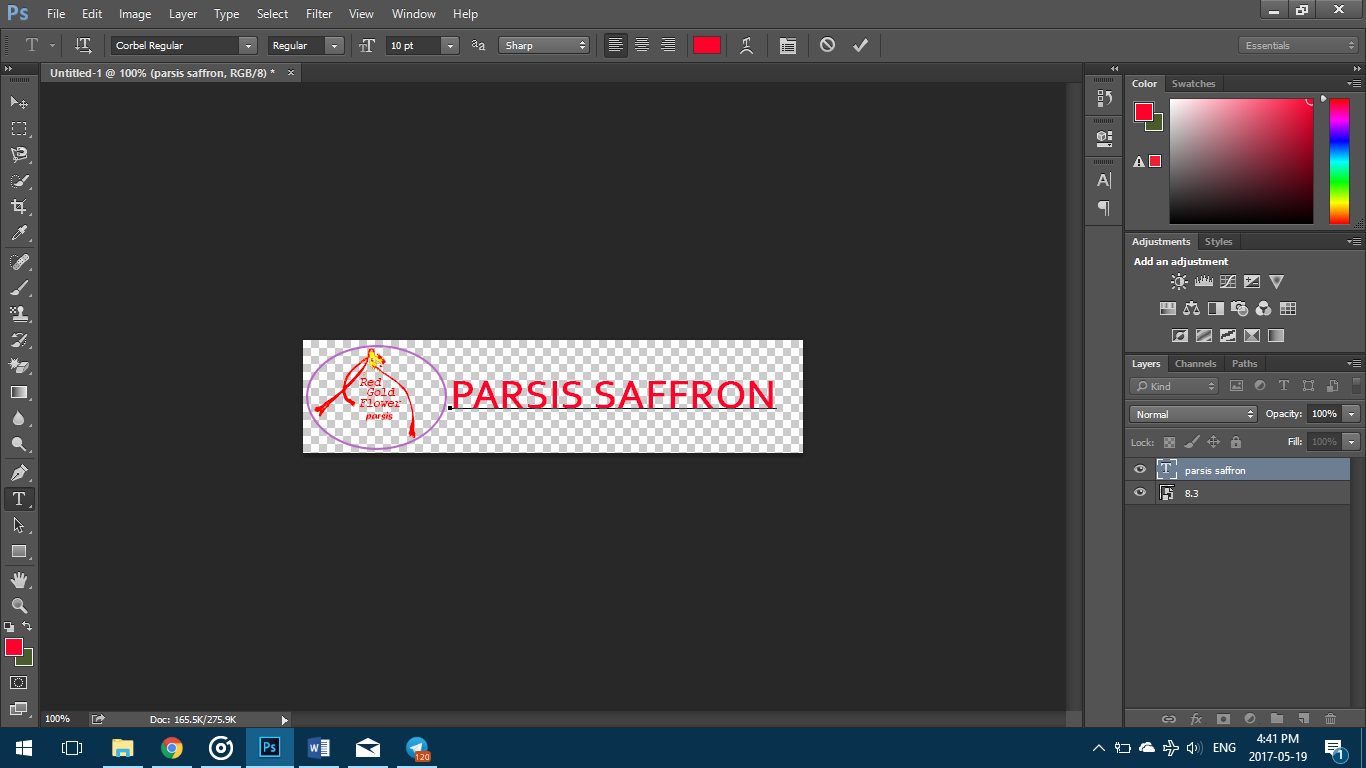 Ps File Edit Image Layer Type Select Filter View Window Help
T Corbel Regular Regular 10 pt Sharp Essentials
Untitled-1 @ 100% (parsis saffron, RGB/8) * ×
Color Swatches
Adjustments Styles
Add an adjustment
Layers Channels Paths
Kind
Normal Opacity: 100%
Lock: Fill: 100%
parsis saffron
8.3
Red
Gold
Flower
parsis
PARSIS SAFFRON
100% Doc: 165.5K/275.9K
120
ENG
4:41 PM
2017-05-19
1